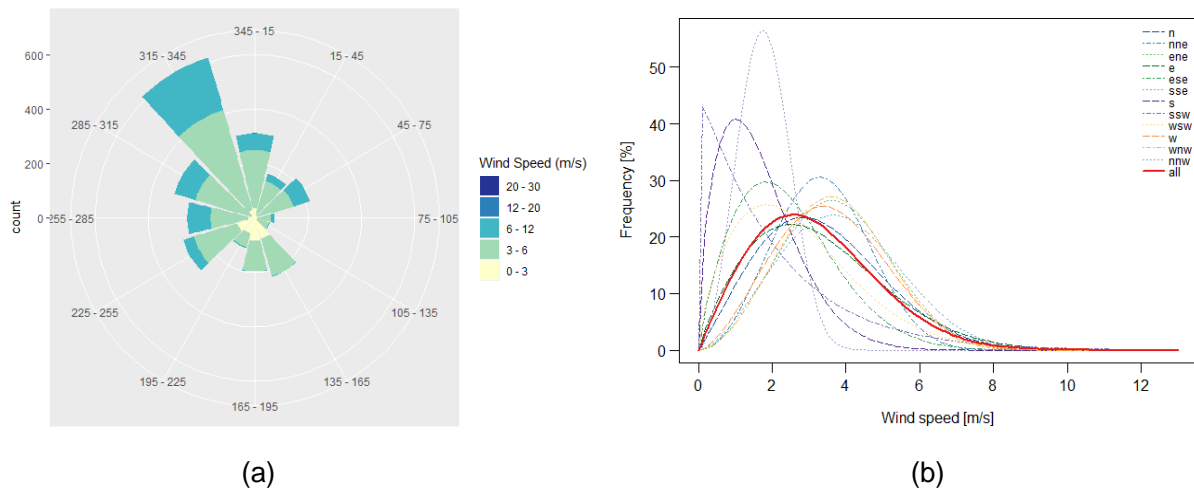 345 - 15
15 - 45
45 - 75
75 - 105
105 - 135
135 - 165
165 - 195
195 - 225
225 - 255
255 - 285
285 - 315
315 - 345
600
400
200
0
count
Wind Speed (m/s)
20 - 30
12 - 20
6 - 12
3 - 6
0 - 3
(a)
50
40
30
20
10
0
Frequency [%]
0 2 4 6 8 10 12
Wind speed [m/s]
n
nne
ene
e
ese
sse
s
ssw
wsw
w
wnw
nnw
all
(b)